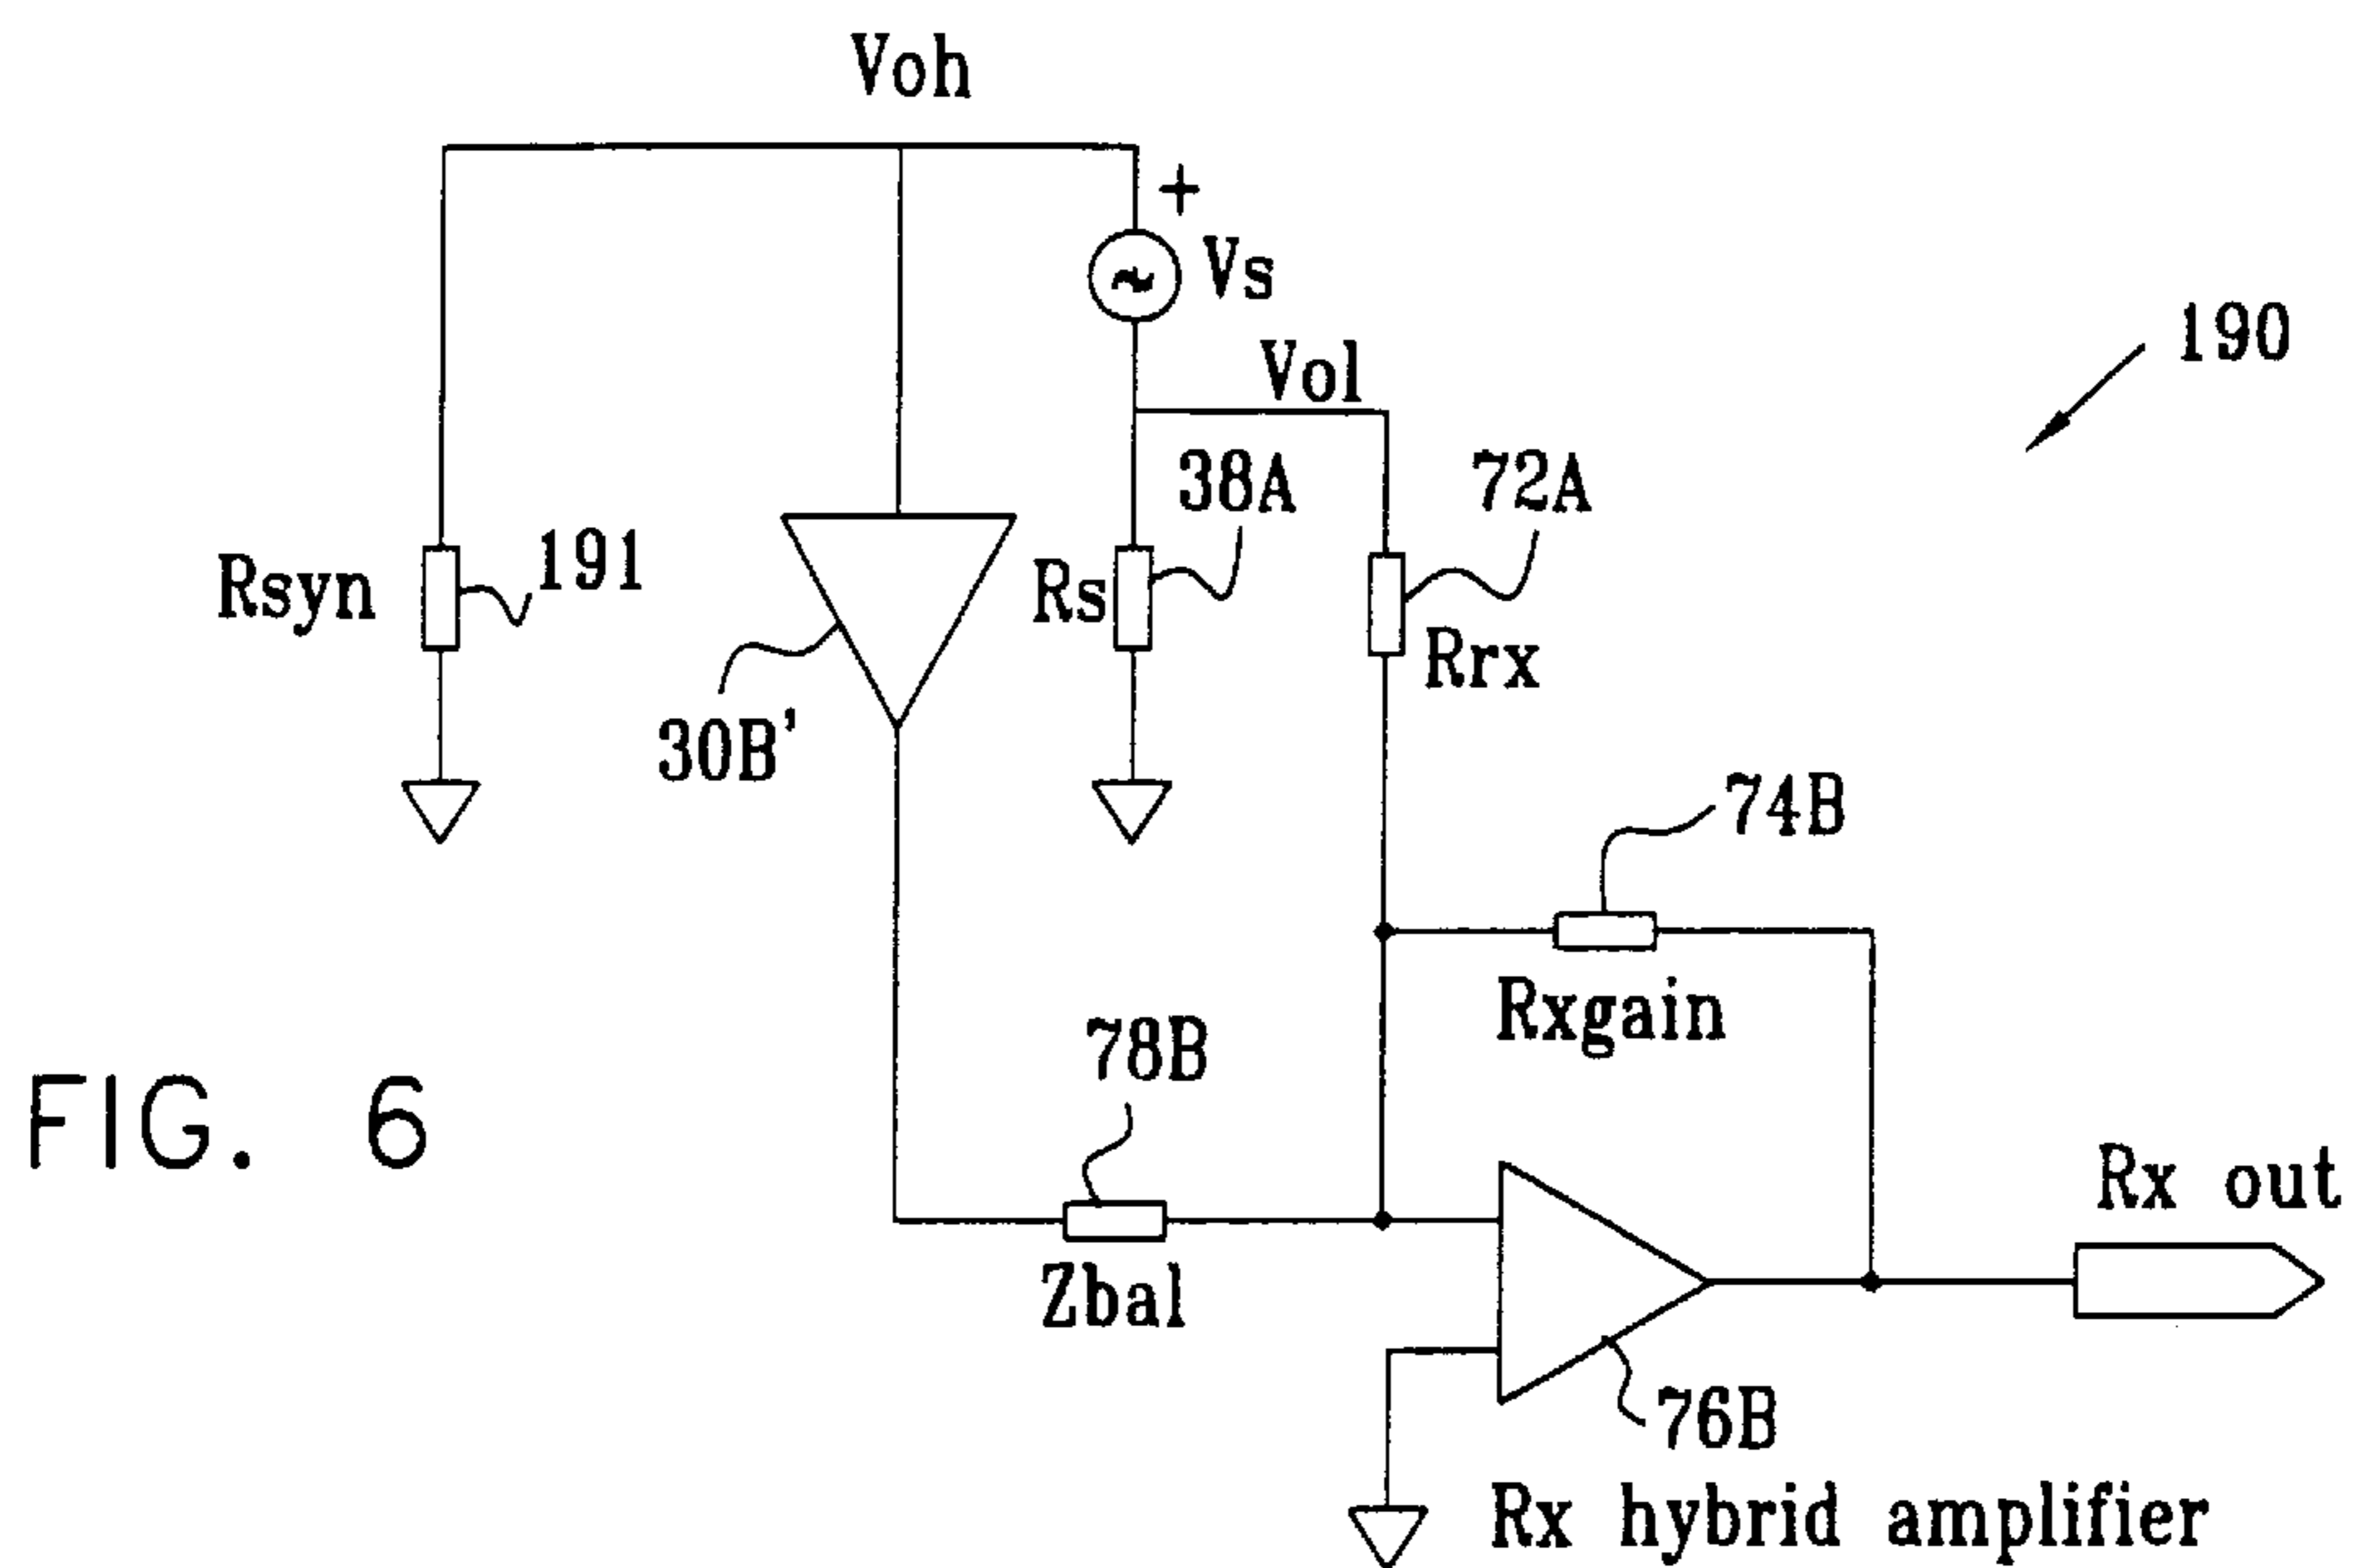 Voh
+
Vs
Vol
190
38A
72A
Rsyn
191
Rs
Rrx
30B'
74B
Rxgain
78B
FIG. 6
Zbal
Rx out
76B
Rx hybrid amplifier